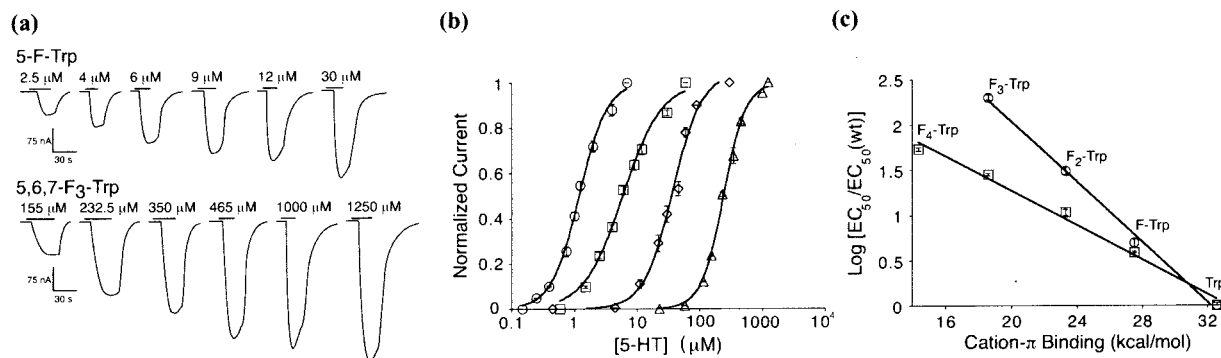 (a)
5-F-Trp
2.5 μM 4 μM 6 μM 9 μM 12 μM 30 μM
75 nA
30 s
5,6,7-F3-Trp
155 μM 232.5 μM 350 μM 465 μM 1000 μM 1250 μM
75 nA
30 s
(b)
Normalized Current
1
0.8
0.6
0.4
0.2
0
0.1 1 10 100 1000 10^4
[5-HT] (μM)
(c)
Log [EC50/EC50(wt)]
2.5
2.0
1.5
1.0
0.5
0.0
F3-Trp
F4-Trp
F2-Trp
F-Trp
Trp
16 20 24 28 32
Cation-π Binding (kcal/mol)